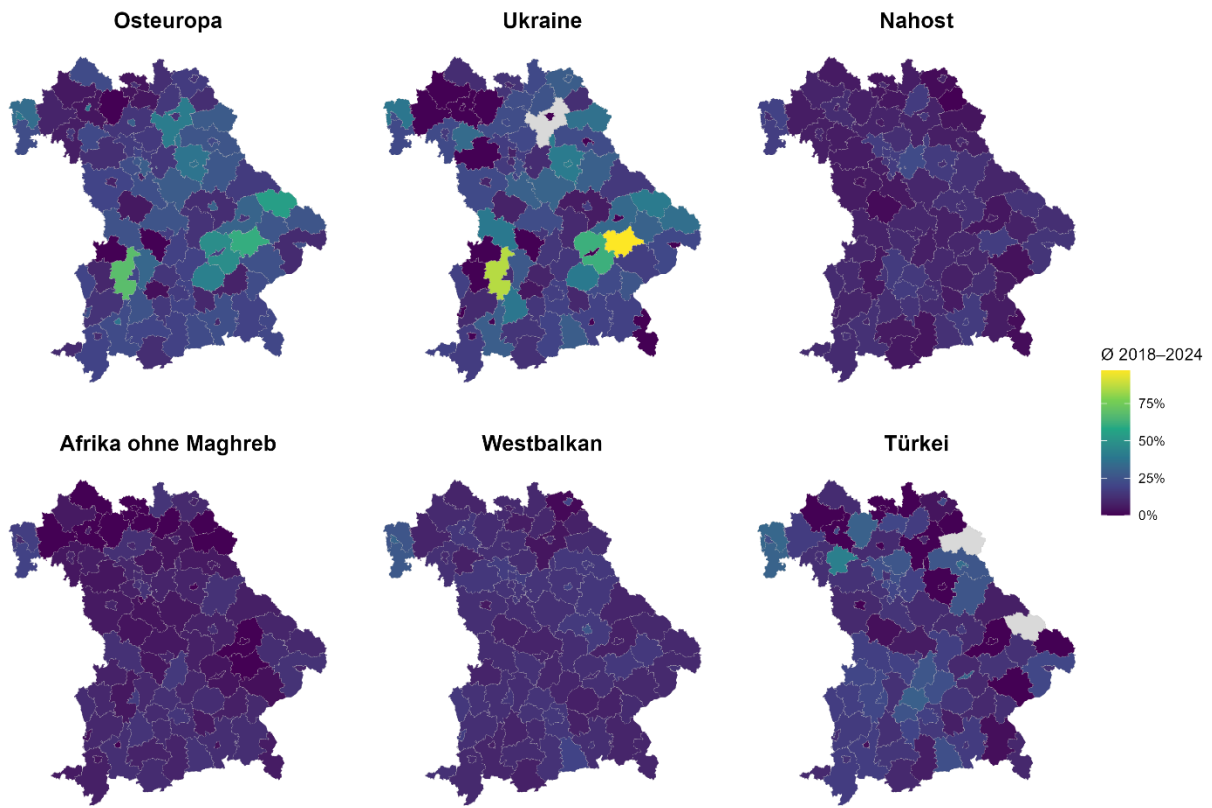 Osteuropa
Ukraine
Nahost
Ø 2018–2024
75%
50%
25%
0%
Afrika ohne Maghreb
Westbalkan
Türkei